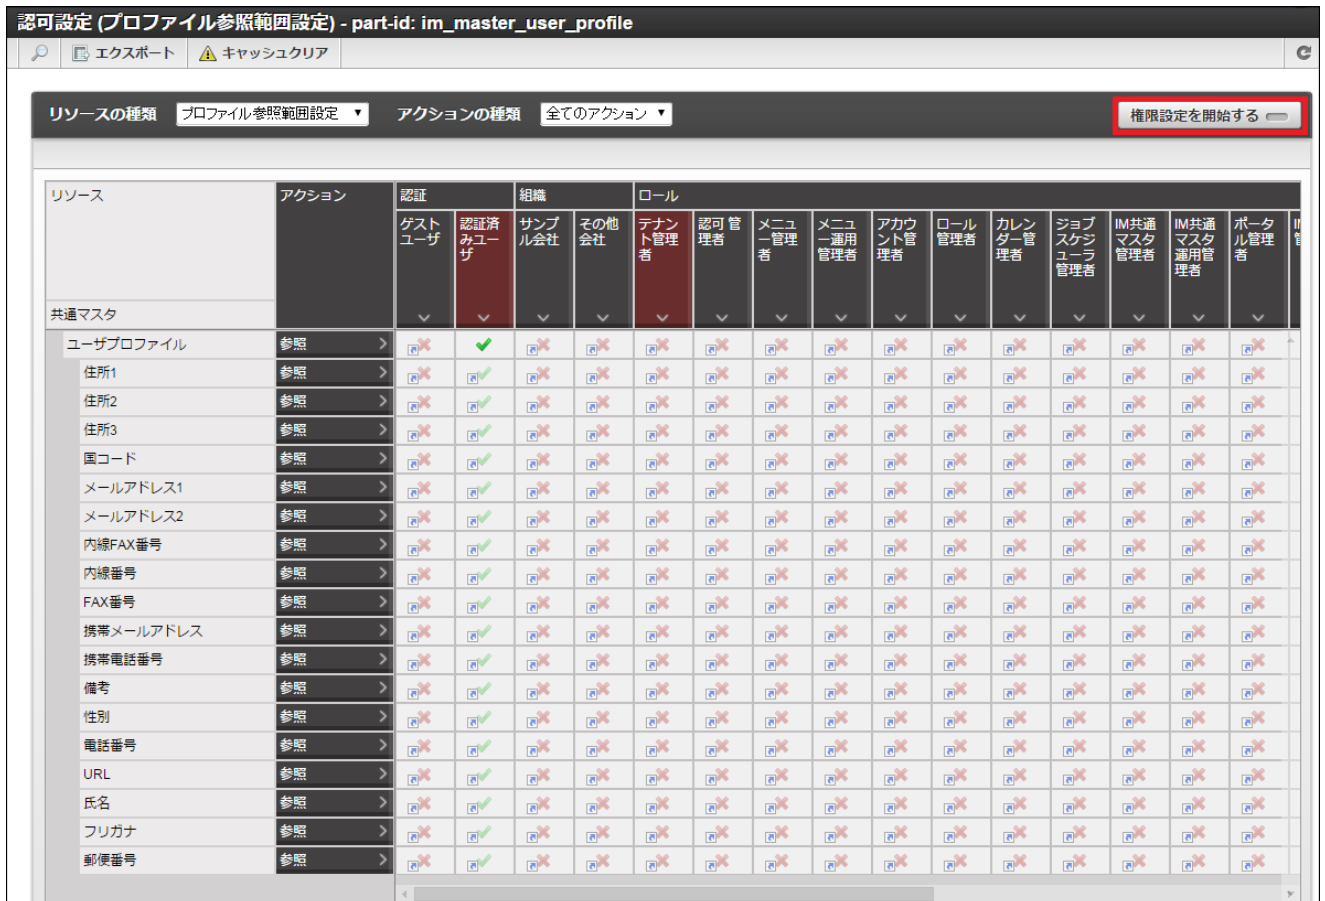 認可設定 (プロファイル参照範囲設定) - part-id: im_master_user_profile
エクスポート キャッシュクリア
リソースの種類 プロファイル参照範囲設定 アクションの種類 全てのアクション 権限設定を開始する
リソース アクション 認証 組織 ロール
ゲストユーザ
認証済みユーザ
サンプル会社
その他会社
テナント管理者
認可管理者
メニュー管理者
メニュー運用管理者
アカウント管理者
ロール管理者
カレンダー管理者
ジョブスケジューラ管理者
IM共通マスタ管理者
IM共通マスタ運用管理者
ポータル管理者
共通マスタ
ユーザプロファイル 参照
住所1 参照
住所2 参照
住所3 参照
国コード 参照
メールアドレス1 参照
メールアドレス2 参照
内線FAX番号 参照
内線番号 参照
FAX番号 参照
携帯メールアドレス 参照
携帯電話番号 参照
備考 参照
性別 参照
電話番号 参照
URL 参照
氏名 参照
フリガナ 参照
郵便番号 参照